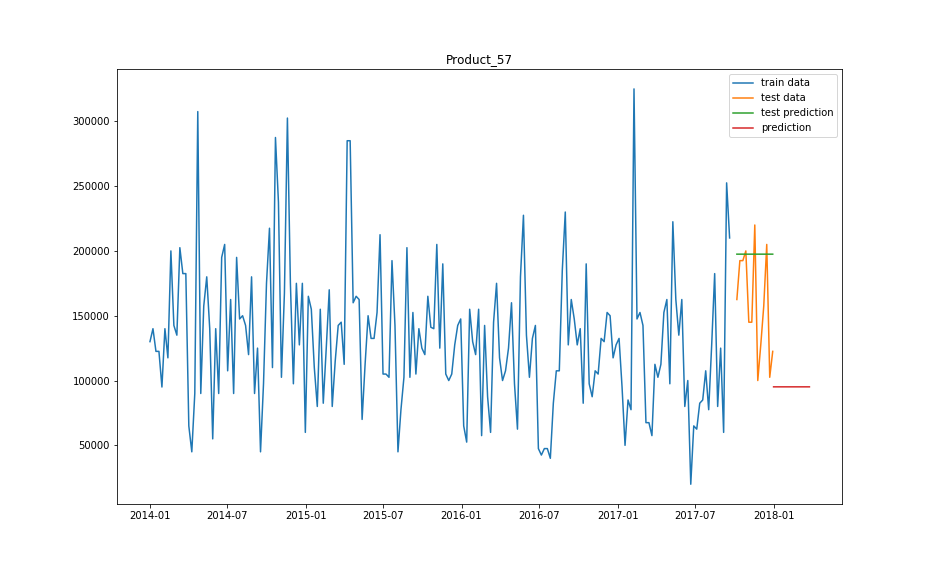 Product_57
train data
test data
test prediction
prediction
300000
250000
200000
150000
100000
50000
2014-01 2014-07 2015-01 2015-07 2016-01 2016-07 2017-01 2017-07 2018-01